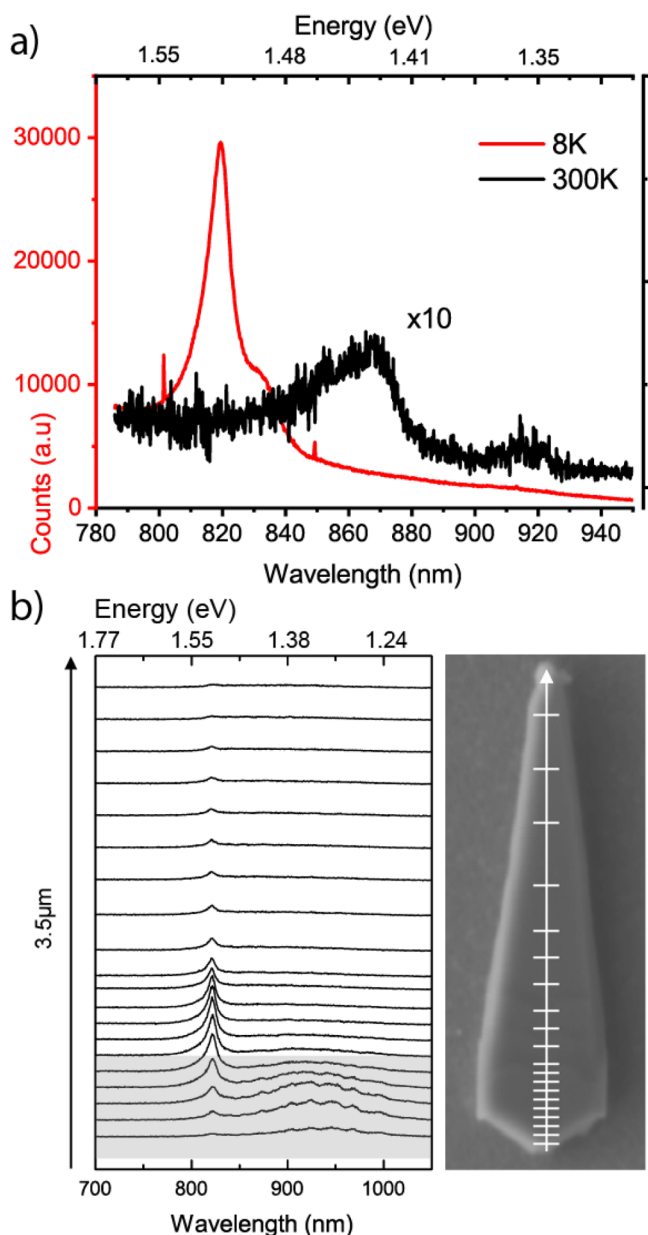 a)
Energy (eV)
1.55 1.48 1.41 1.35
30000
20000
10000
0
Counts (a.u)
8K
300K
x10
780 800 820 840 860 880 900 920 940
Wavelength (nm)
b)
Energy (eV)
1.77 1.55 1.38 1.24
3.5µm
700 800 900 1000
Wavelength (nm)